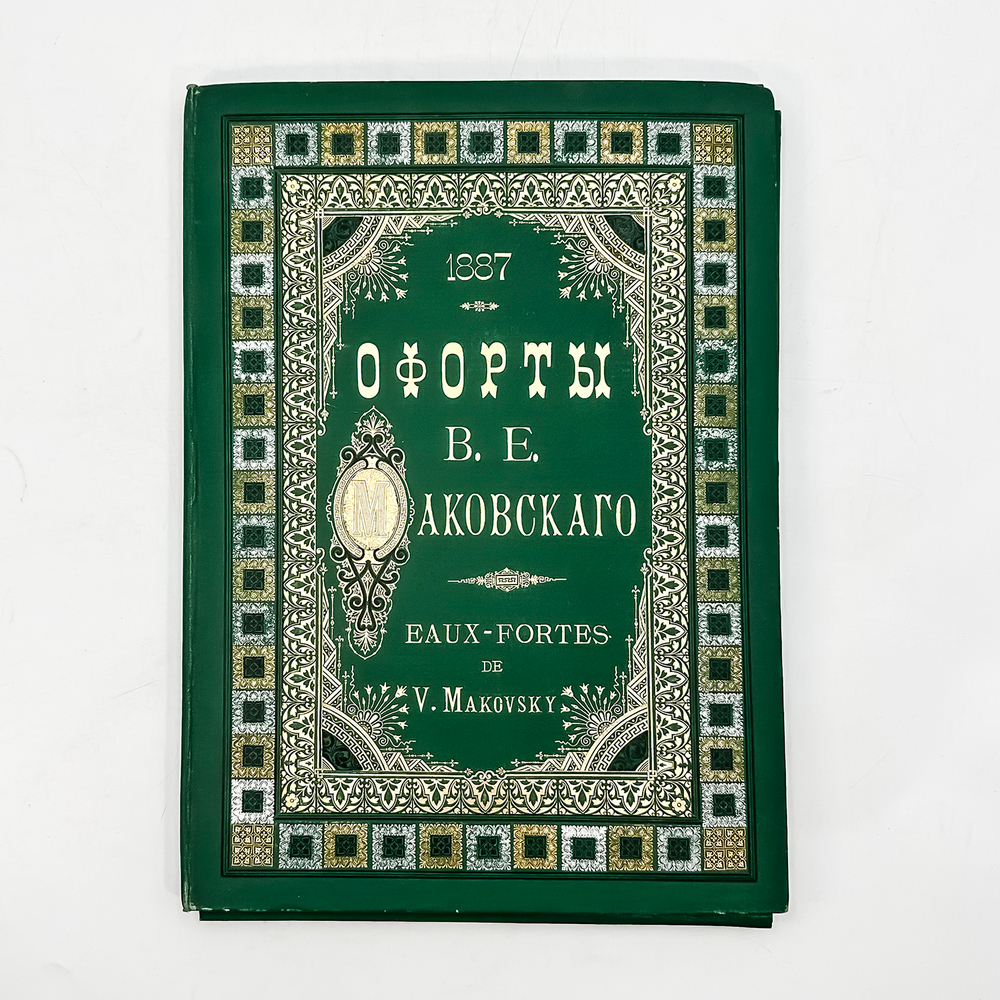 1887
ОФОРТЫ
В. Е.
МАКОВСКАГО
EAUX-FORTES
DE
V. MAKOVSKY